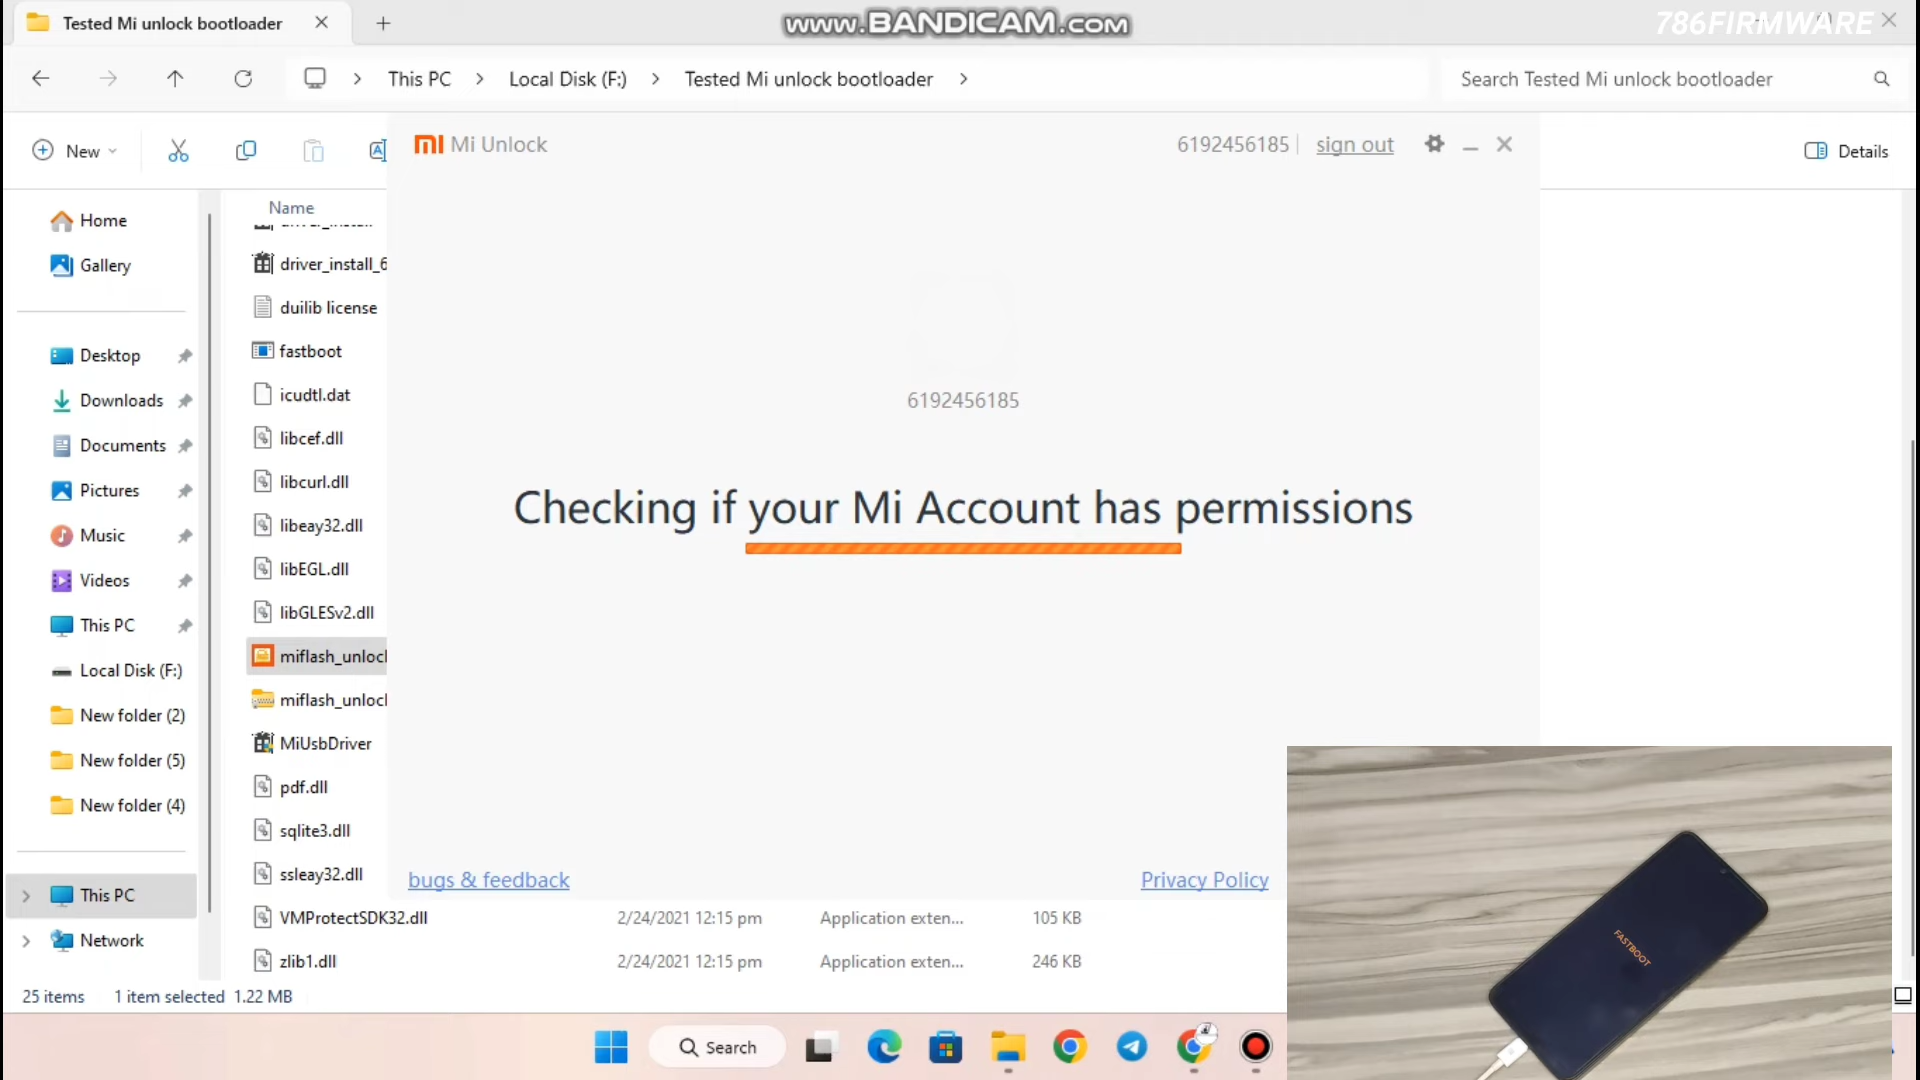 Tested Mi unlock bootloader
www.BANDICAM.com
786FIRMWARE
This PC
Local Disk (F:)
Tested Mi unlock bootloader
Search Tested Mi unlock bootloader
New
Details
mi Mi Unlock
6192456185
sign out
Name
Home
Gallery
Desktop
Downloads
Documents
Pictures
Music
Videos
This PC
Local Disk (F:)
New folder (2)
New folder (5)
New folder (4)
This PC
Network
driver_install_6
duilib license
fastboot
icudtl.dat
libcef.dll
libcurl.dll
libeay32.dll
libEGL.dll
libGLESv2.dll
miflash_unlock
miflash_unlock
MiUsbDriver
pdf.dll
sqlite3.dll
ssleay32.dll
VMProtectSDK32.dll 2/24/2021 12:15 pm Application exten... 105 KB
zlib1.dll 2/24/2021 12:15 pm Application exten... 246 KB
6192456185
Checking if your Mi Account has permissions
bugs & feedback
Privacy Policy
FASTBOOT
25 items
1 item selected 1.22 MB
Search